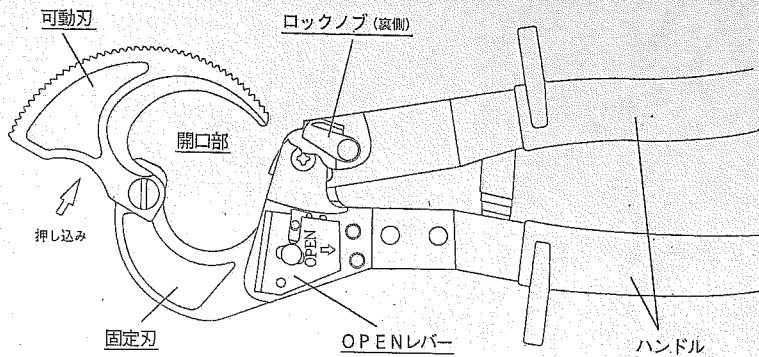 可動刃
ロックノブ(裏側)
開口部
押し込み
OPEN
固定刃
OPENレバー
ハンドル